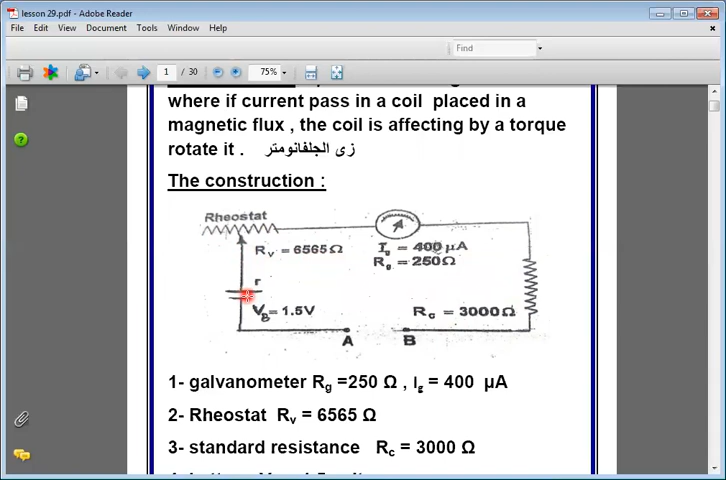 lesson 29.pdf - Adobe Reader
File Edit View Document Tools Window Help
Find
1 / 30 75%
where if current pass in a coil placed in a
magnetic flux , the coil is affecting by a torque
rotate it . زى الجلفانومتر
The construction :
Rheostat
Rv = 6565 Ω
Ig = 400 µA
Rg = 250 Ω
r
Vg = 1.5V
Rc = 3000 Ω
A B
1- galvanometer Rg =250 Ω , Ig = 400 µA
2- Rheostat Rv = 6565 Ω
3- standard resistance Rc = 3000 Ω